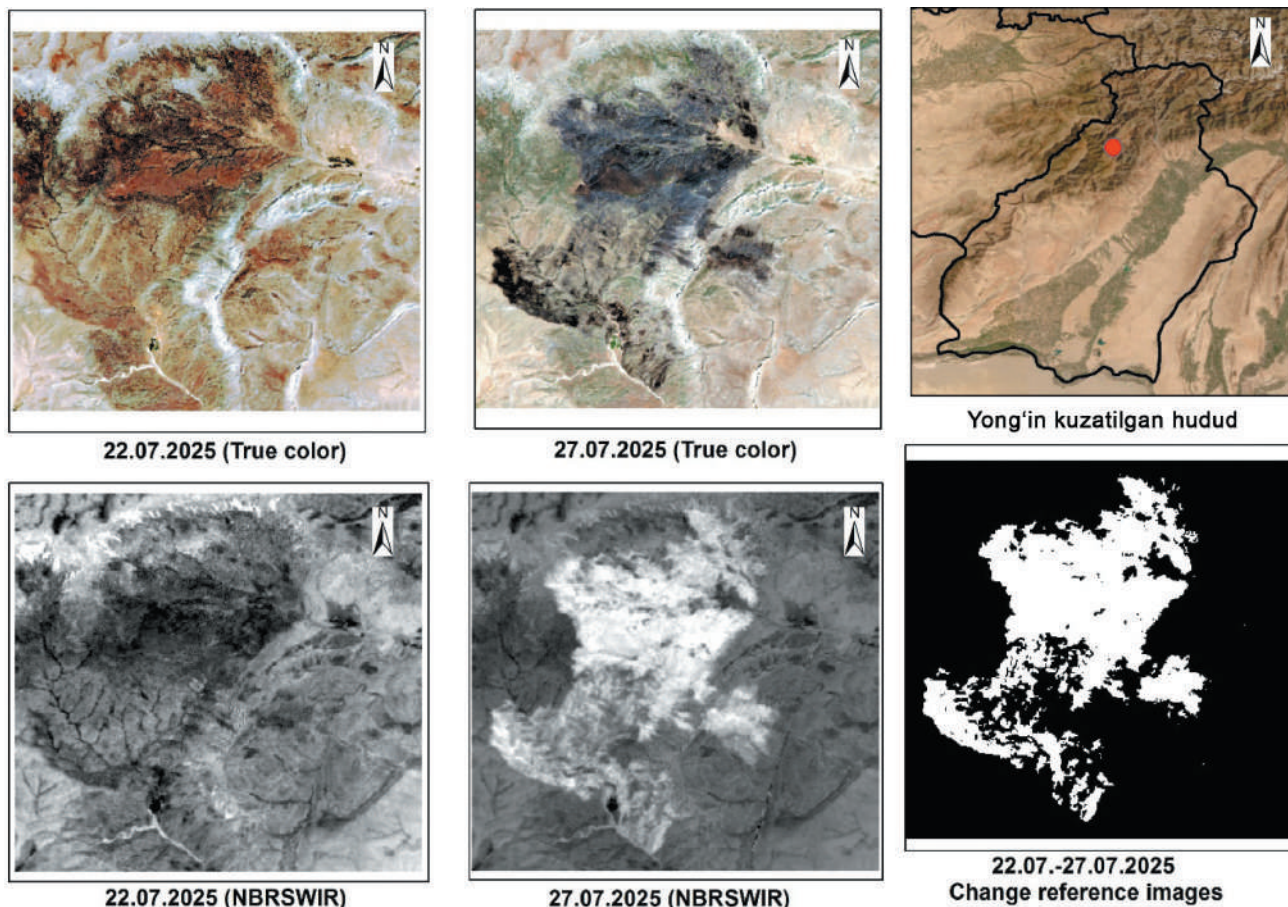 N
N
N
22.07.2025 (True color)
27.07.2025 (True color)
Yong‘in kuzatilgan hudud
N
N
22.07.2025 (NBRSWIR)
27.07.2025 (NBRSWIR)
22.07.-27.07.2025
Change reference images